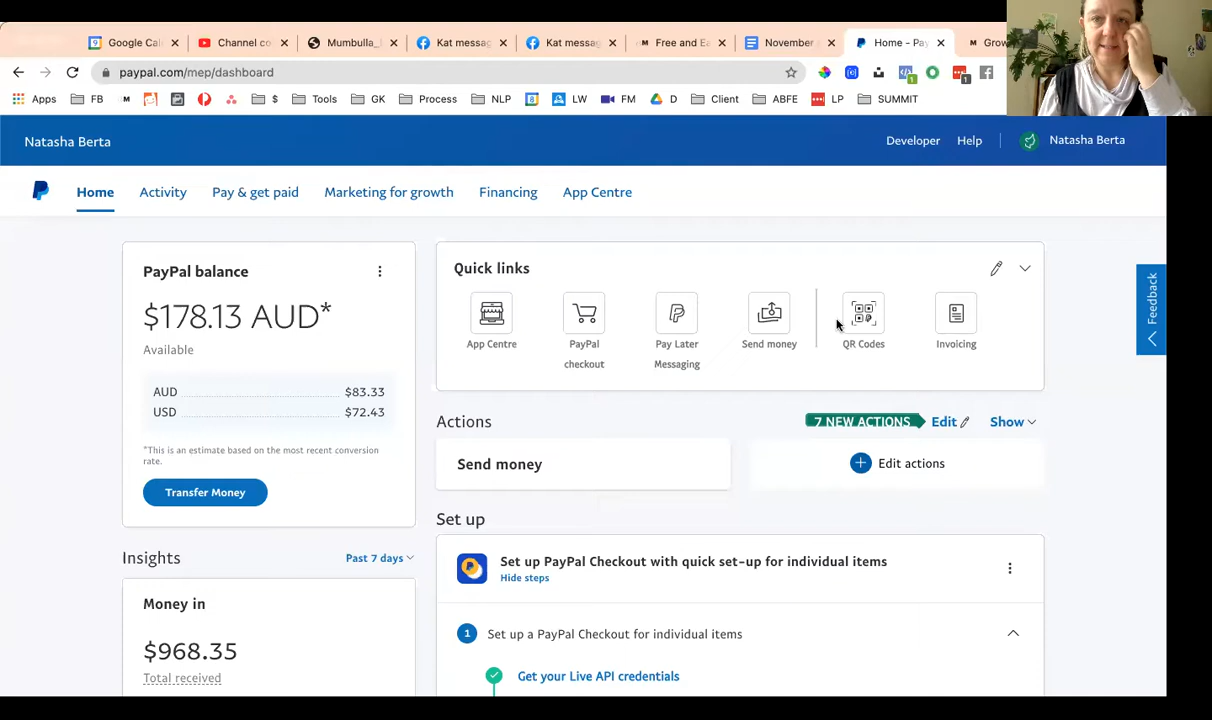 Google Cal
Channel co
Mumbulla_
Kat messag
Kat messag
Free and Ea
November
Home - Pay
Grow
paypal.com/mep/dashboard
Apps FB M GK $ Tools GK Process NLP LW FM D Client ABFE LP SUMMIT
Natasha Berta
Developer Help Natasha Berta
Home Activity Pay & get paid Marketing for growth Financing App Centre
PayPal balance
$178.13 AUD*
Available
AUD $83.33
USD $72.43
*This is an estimate based on the most recent conversion
rate.
Transfer Money
Quick links
App Centre
PayPal
checkout
Pay Later
Messaging
Send money
QR Codes
Invoicing
Feedback
Actions
7 NEW ACTIONS Edit Show
Send money
Edit actions
Set up
Set up PayPal Checkout with quick set-up for individual items
Hide steps
1 Set up a PayPal Checkout for individual items
Get your Live API credentials
Insights Past 7 days
Money in
$968.35
Total received